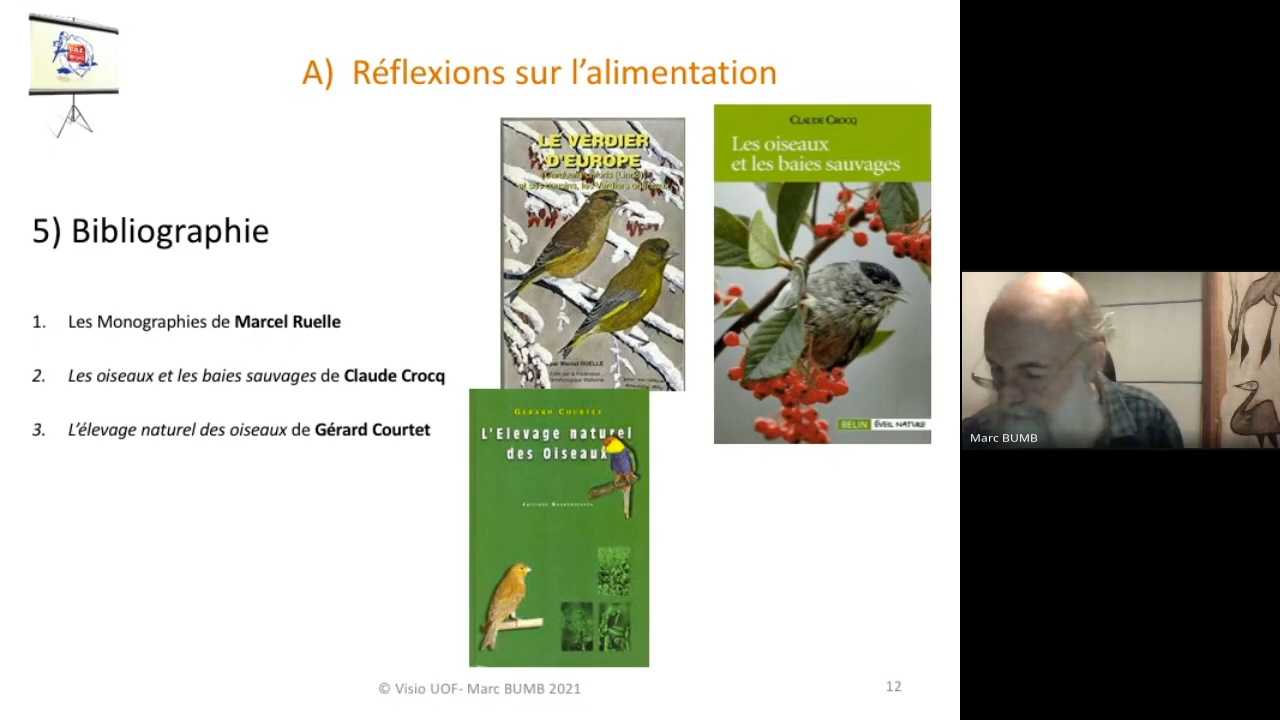 A) Réflexions sur l’alimentation
5) Bibliographie
1. Les Monographies de Marcel Ruelle
2. Les oiseaux et les baies sauvages de Claude Crocq
3. L’élevage naturel des oiseaux de Gérard Courtet
LE VERDIER
D'EUROPE
par Marcel RUELLE
CLAUDE CROCQ
Les oiseaux
et les baies sauvages
BELIN ÉVEIL NATURE
GÉRARD COURTET
L'Elevage naturel
des Oiseaux
Marc BUMB
© Visio UOF- Marc BUMB 2021
12